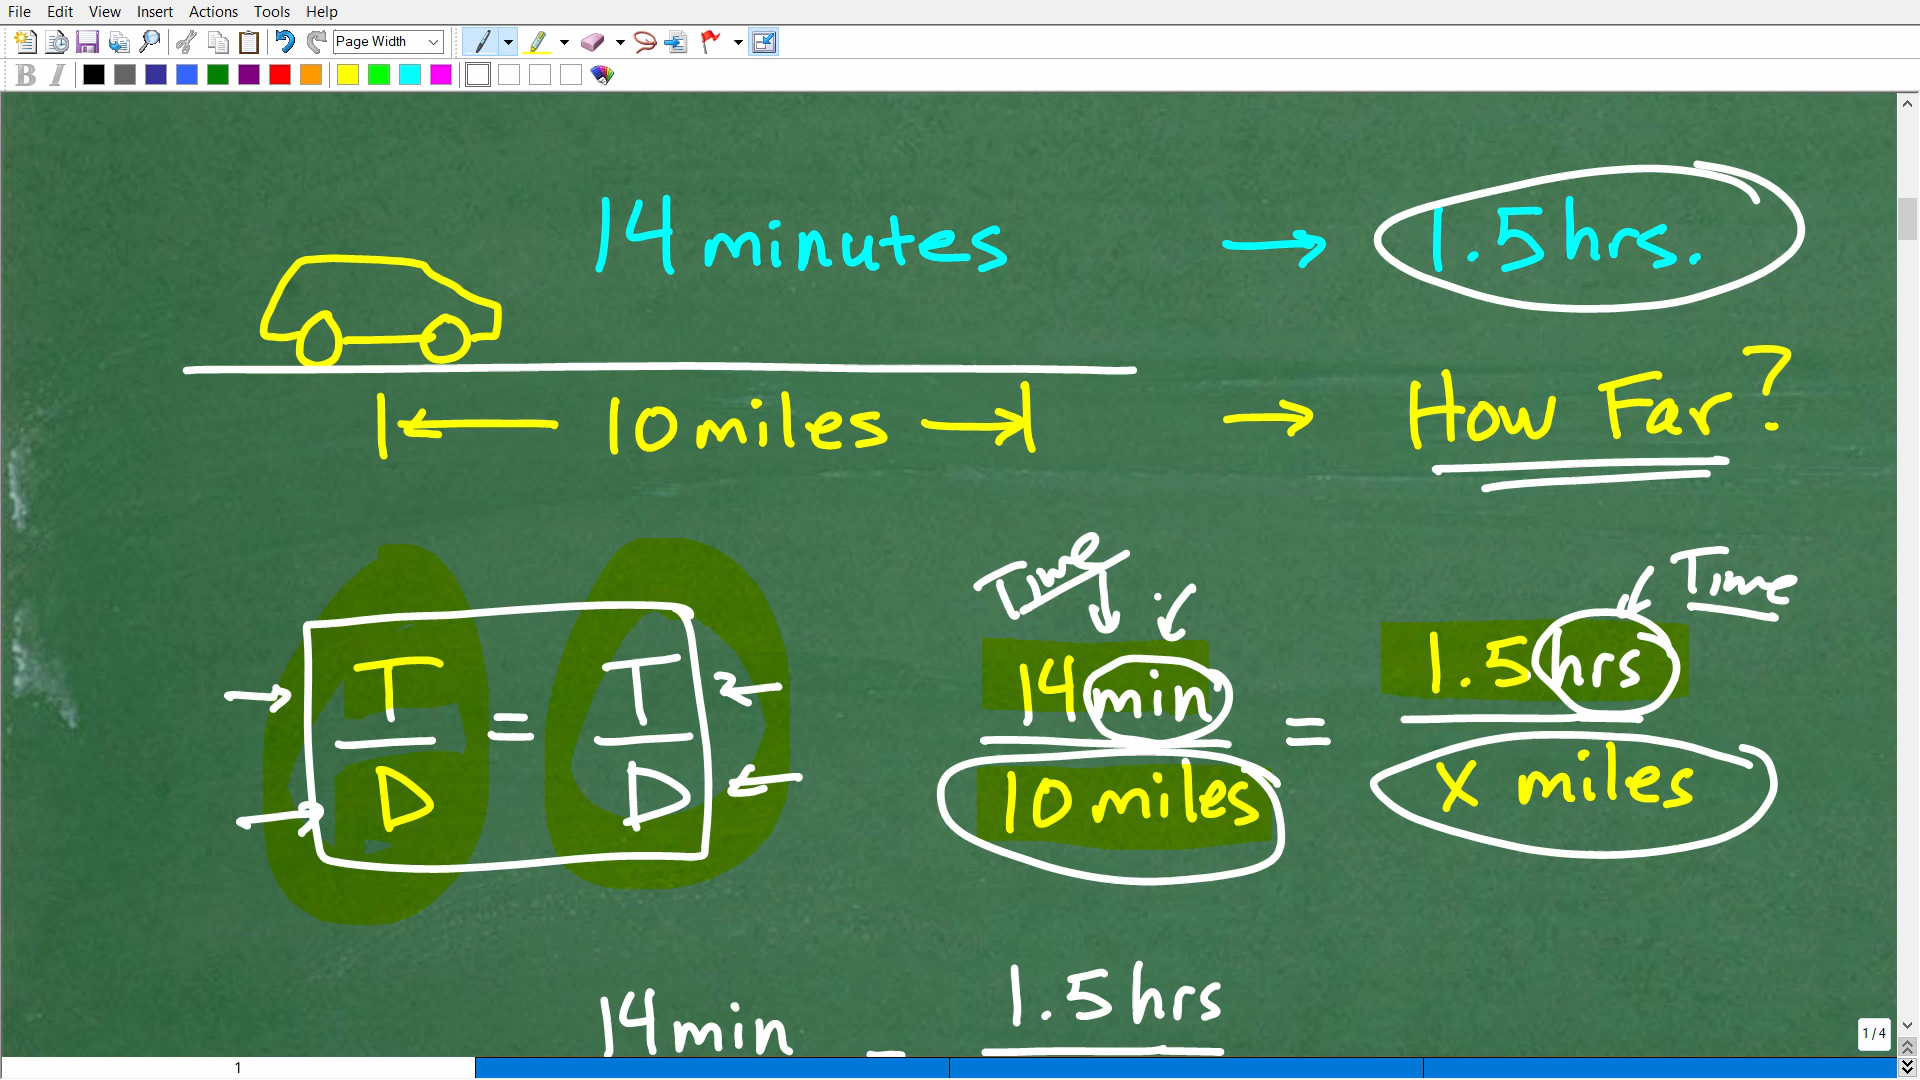 File Edit View Insert Actions Tools Help
Page Width
B I
14 minutes → 1.5 hrs.
10 miles → How Far?
Time
Time
T = T
D D
14 min = 1.5 hrs
10 miles x miles
1.5 hrs
14 min =
1 / 4
1